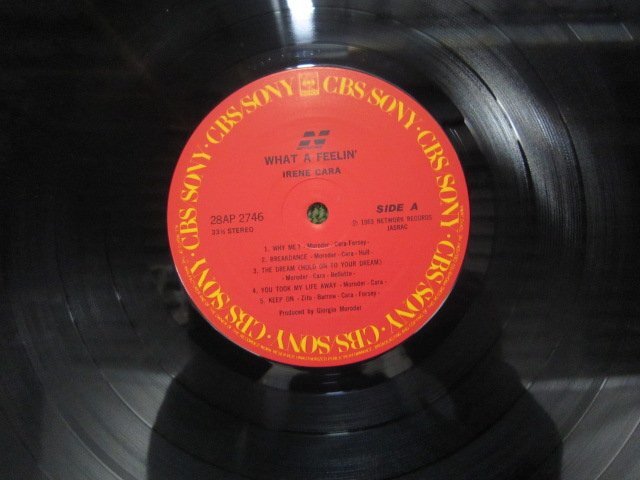 CBS/SONY · CBS/SONY · CBS/SONY · CBS/SONY · CBS/SONY · CBS/SONY ·
CBS
N
WHAT A FEELIN'
IRENE CARA
28AP 2746
33⅓ STEREO
SIDE A
Ⓟ 1983 NETWORK RECORDS
JASRAC
1. WHY ME? - Moroder - Cara-Forsey -
2. BREAKDANCE - Moroder - Cara - Hull -
3. THE DREAM (HOLD ON TO YOUR DREAM)
- Moroder - Cara - Bellotte -
4. YOU TOOK MY LIFE AWAY - Moroder - Cara -
5. KEEP ON - Zito - Barrow - Cara - Forsey -
Produced by Giorgio Moroder